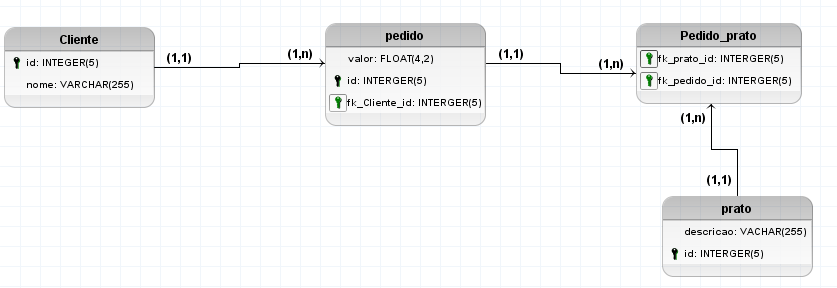 Cliente
id: INTEGER(5)
nome: VARCHAR(255)
(1,1)
(1,n)
pedido
valor: FLOAT(4,2)
id: INTERGER(5)
fk_Cliente_id: INTERGER(5)
(1,1)
(1,n)
Pedido_prato
fk_prato_id: INTERGER(5)
fk_pedido_id: INTERGER(5)
(1,n)
(1,1)
prato
descricao: VACHAR(255)
id: INTERGER(5)